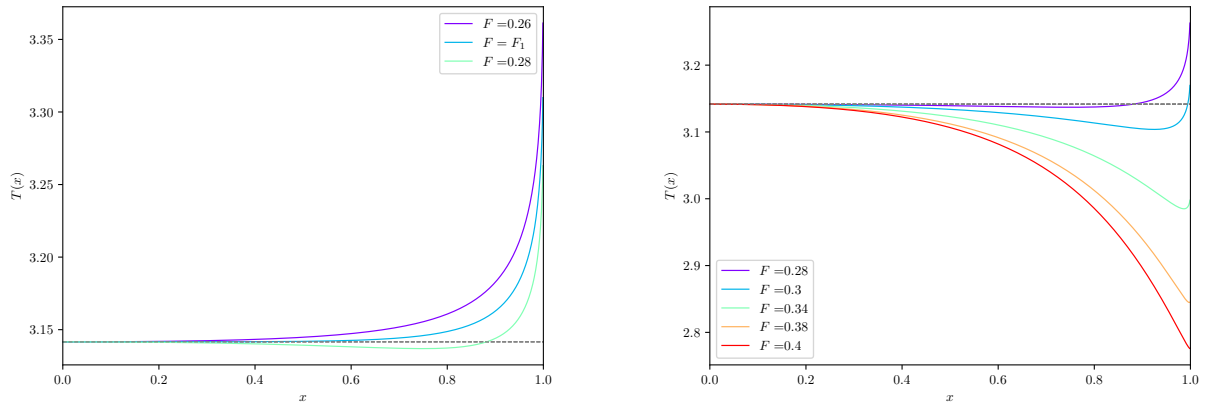 3.35
3.30
3.25
3.20
3.15
T(x)
0.0 0.2 0.4 0.6 0.8 1.0
x
F =0.26
F = F₁
F =0.28
3.2
3.1
3.0
2.9
2.8
T(x)
0.0 0.2 0.4 0.6 0.8 1.0
x
F =0.28
F =0.3
F =0.34
F =0.38
F =0.4